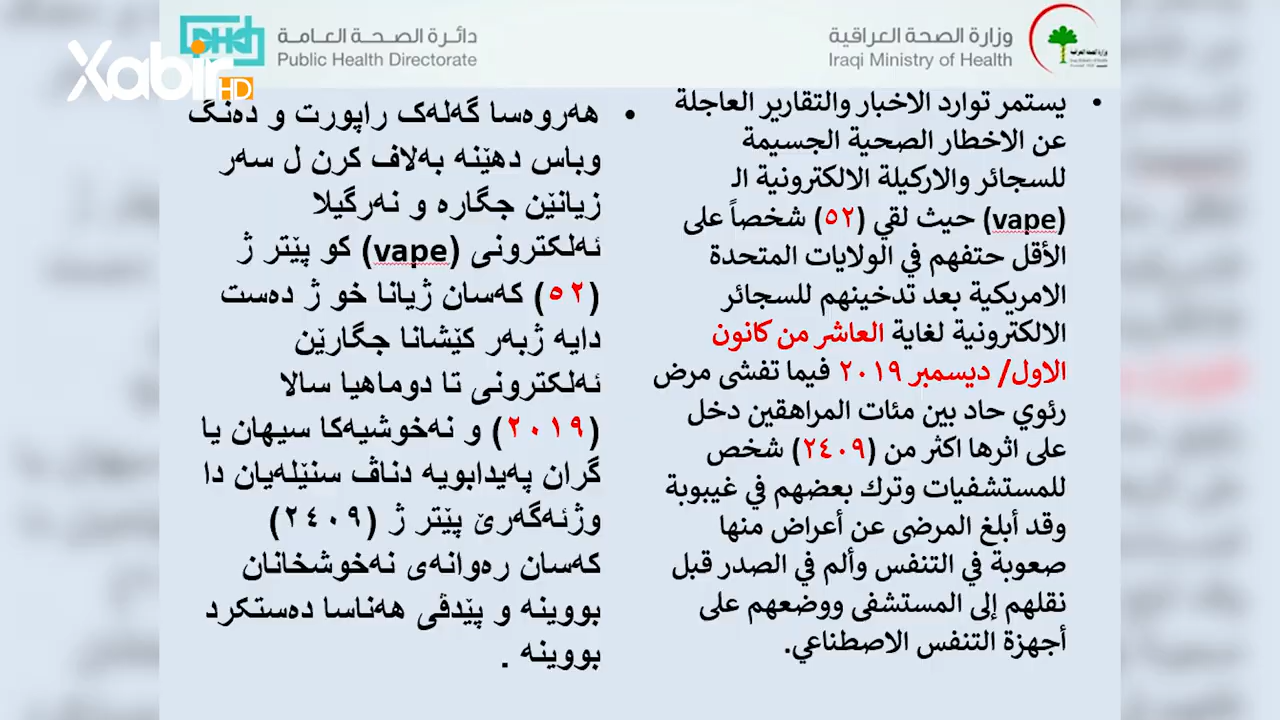 وزارة الصحة العراقية
Iraqi Ministry of Health
دائرة الصحة العامة
Public Health Directorate
PHD
Xabir HD
• يستمر توارد الاخبار والتقارير العاجلة
عن الاخطار الصحية الجسيمة
للسجائر والاركيلة الالكترونية الـ
(vape) حيث لقي (٥٢) شخصاً على
الأقل حتفهم في الولايات المتحدة
الامريكية بعد تدخينهم للسجائر
الالكترونية لغاية العاشر من كانون
الاول/ ديسمبر ٢٠١٩ فيما تفشى مرض
رئوي حاد بين مئات المراهقين دخل
على اثرها اكثر من (٢٤٠٩) شخص
للمستشفيات وترك بعضهم في غيبوبة
وقد أبلغ المرضى عن أعراض منها
صعوبة في التنفس وألم في الصدر قبل
نقلهم إلى المستشفى ووضعهم على
أجهزة التنفس الاصطناعي.
• هەروەسا گەلەک راپورت و دەنگ
وباس دهێنە بەلاف کرن ل سەر
زیانێن جگارە و نەرگیلا
ئەلکترونی (vape) کو پێتر ژ
(٥٢) کەسان ژیانا خو ژ دەست
دایە ژبەر کێشانا جگارێن
ئەلکترونی تا دوماهیا سالا
(٢٠١٩) و نەخوشیەکا سیهان یا
گران پەیدابویە دناڤ سنێلەیان دا
وژئەگەرێ پێتر ژ (٢٤٠٩)
کەسان رەوانەی نەخوشخانان
بووینە و پێدڤی هەناسا دەستکرد
بووینە .